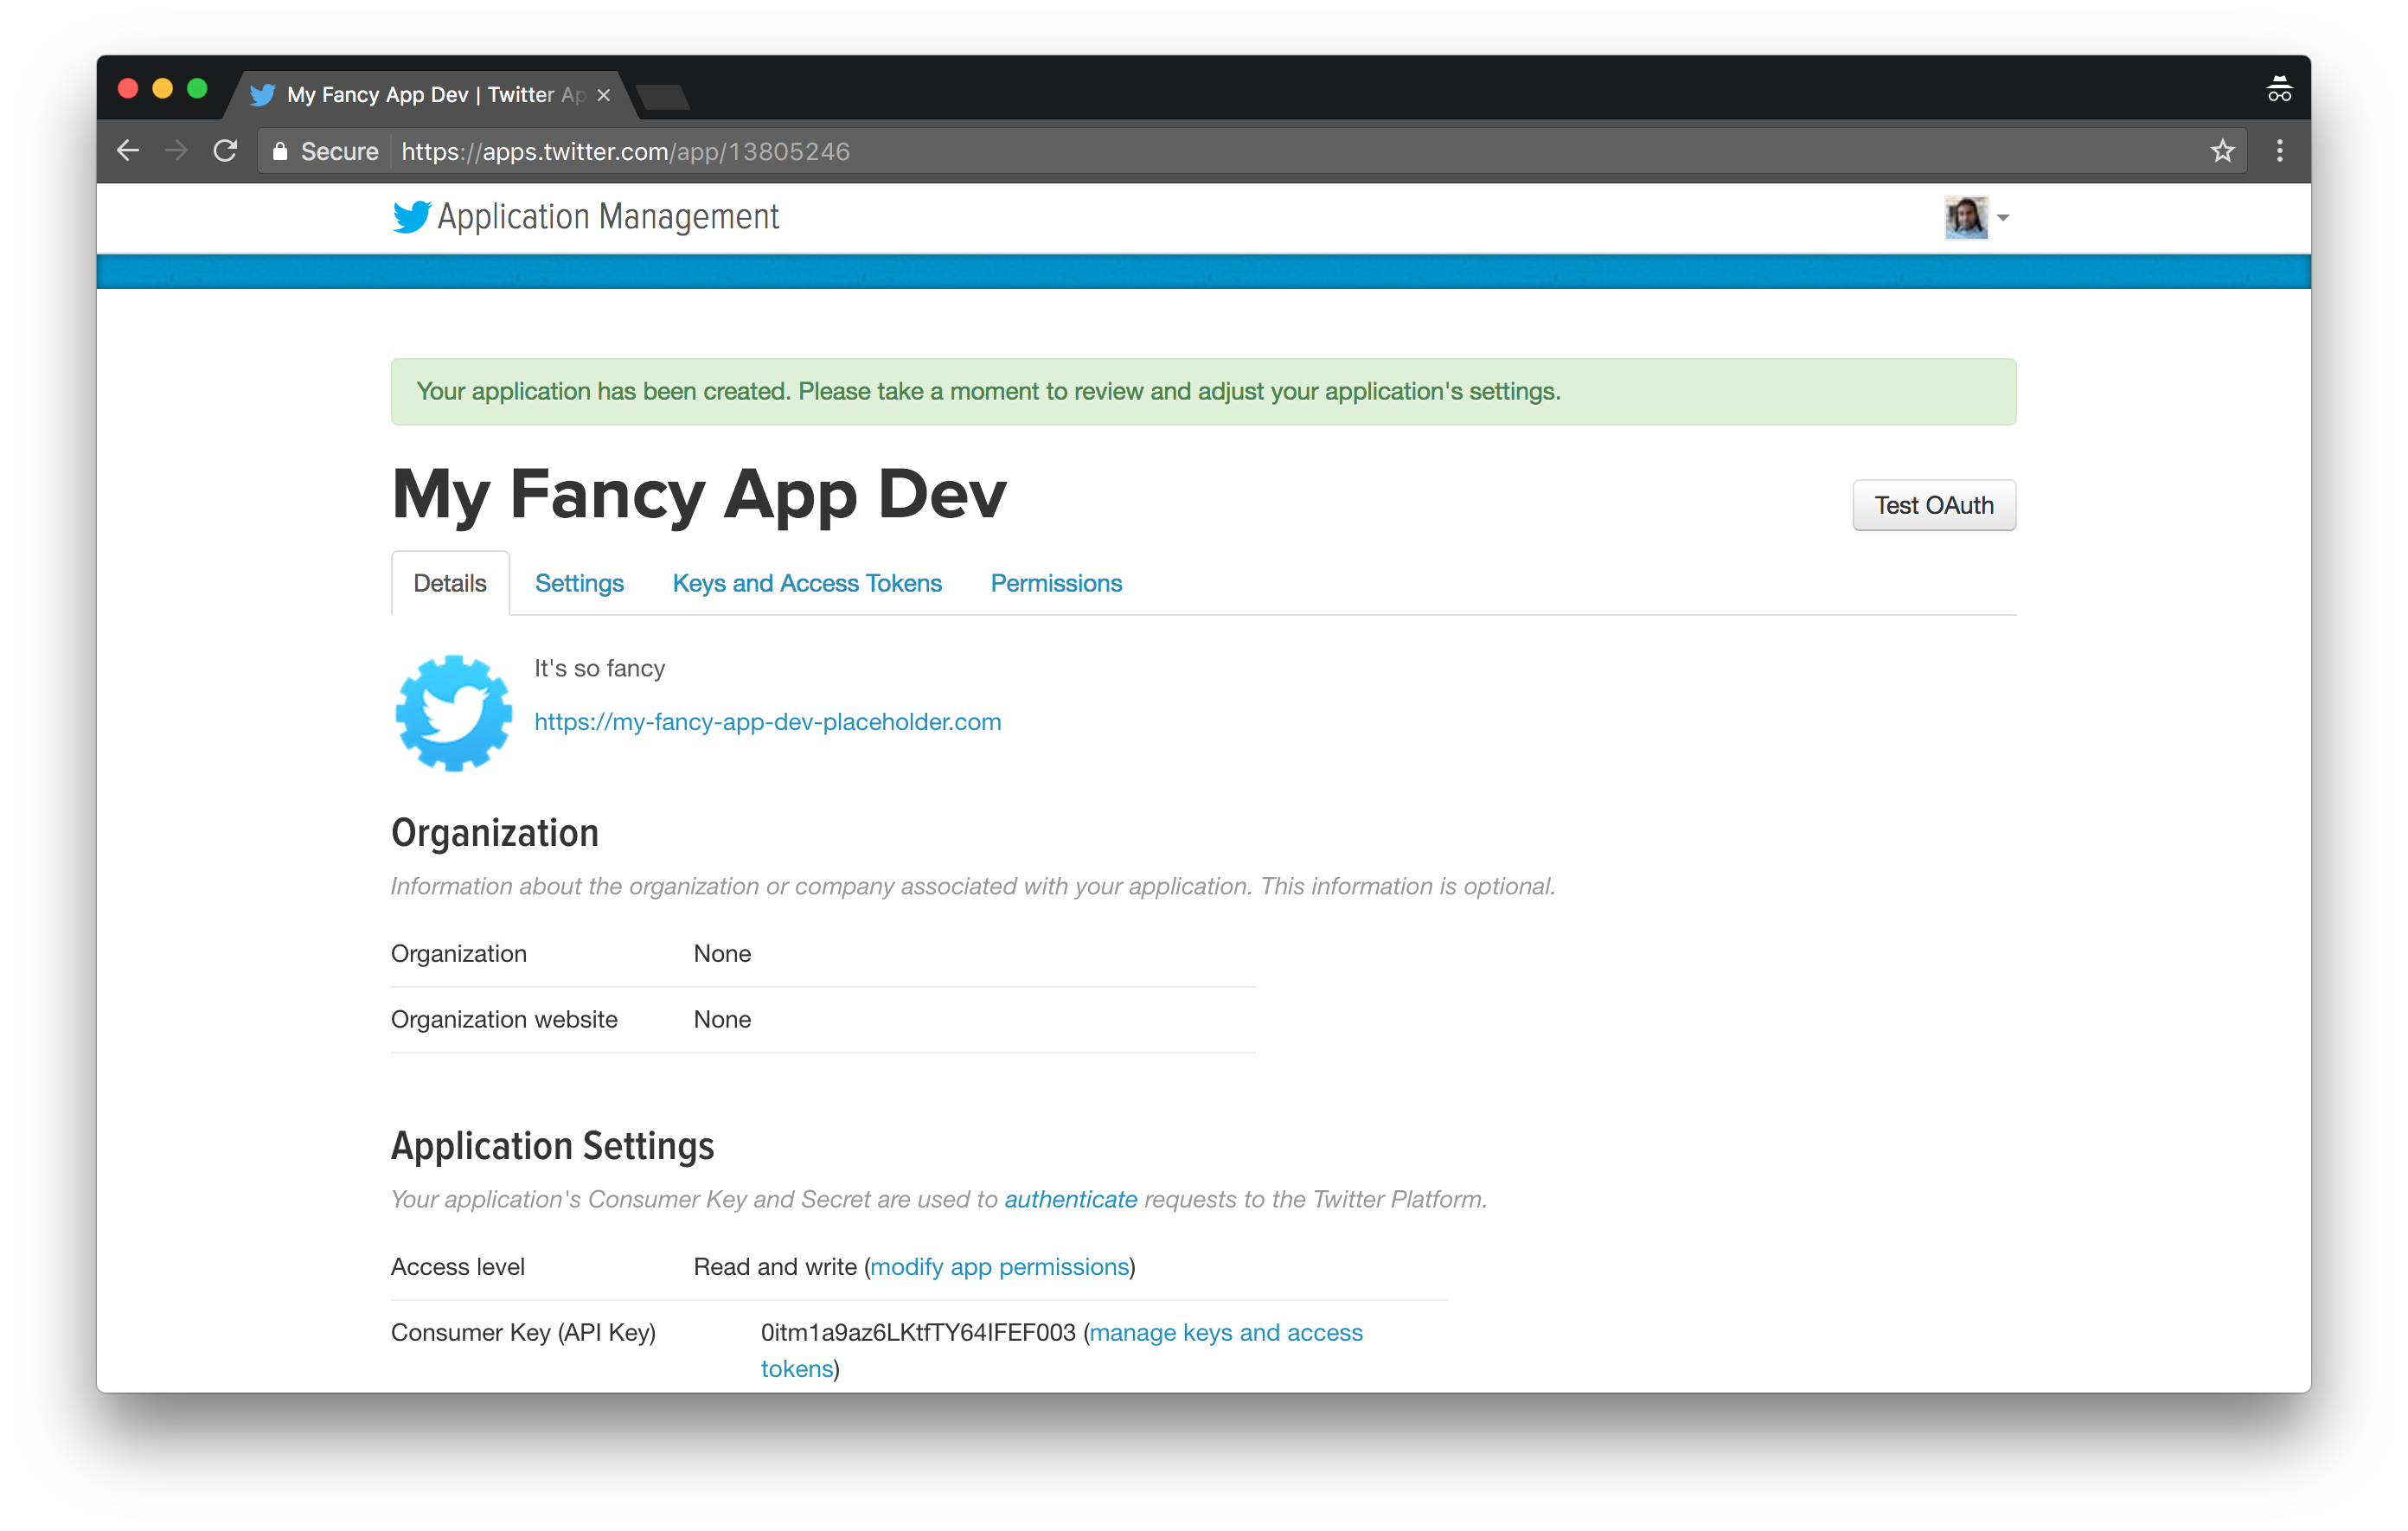 My Fancy App Dev | Twitter Ap
Secure https://apps.twitter.com/app/13805246
Application Management
Your application has been created. Please take a moment to review and adjust your application's settings.
My Fancy App Dev
Test OAuth
Details Settings Keys and Access Tokens Permissions
It's so fancy
https://my-fancy-app-dev-placeholder.com
Organization
Information about the organization or company associated with your application. This information is optional.
Organization None
Organization website None
Application Settings
Your application's Consumer Key and Secret are used to authenticate requests to the Twitter Platform.
Access level Read and write (modify app permissions)
Consumer Key (API Key) 0itm1a9az6LKtfTY64IFEF003 (manage keys and access
tokens)